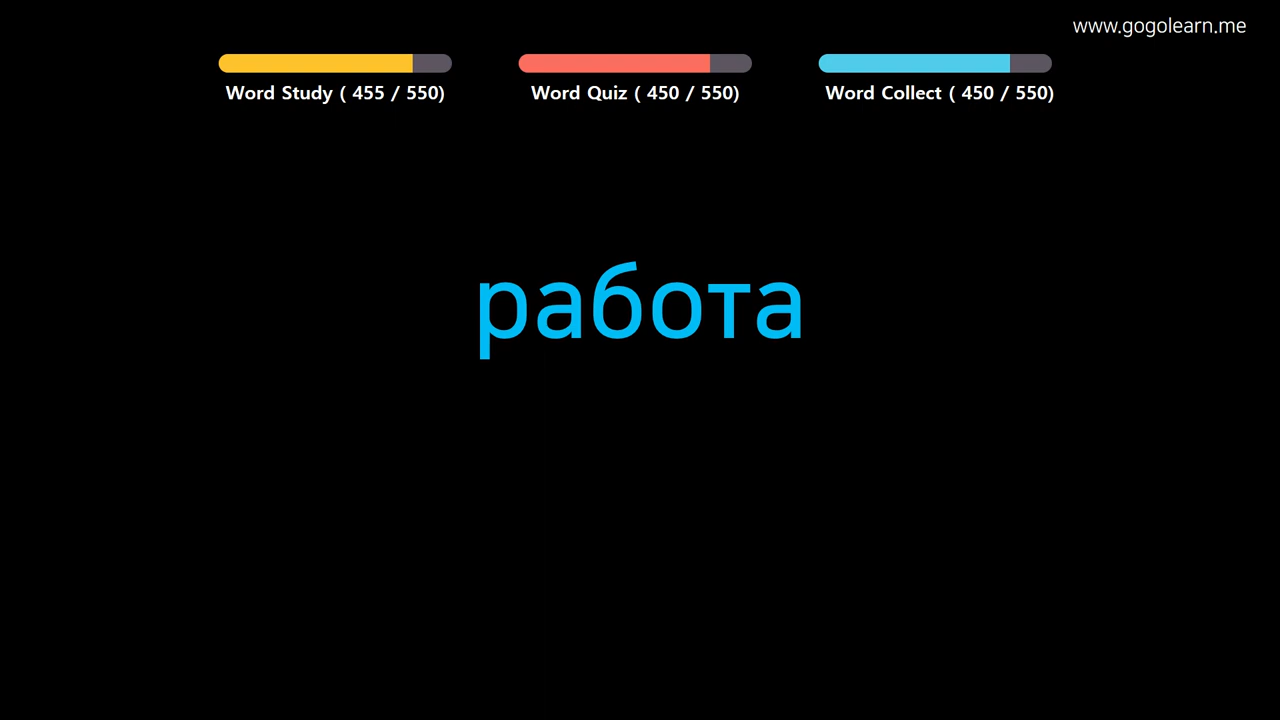 www.gogolearn.me
Word Study ( 455 / 550)
Word Quiz ( 450 / 550)
Word Collect ( 450 / 550)
работа